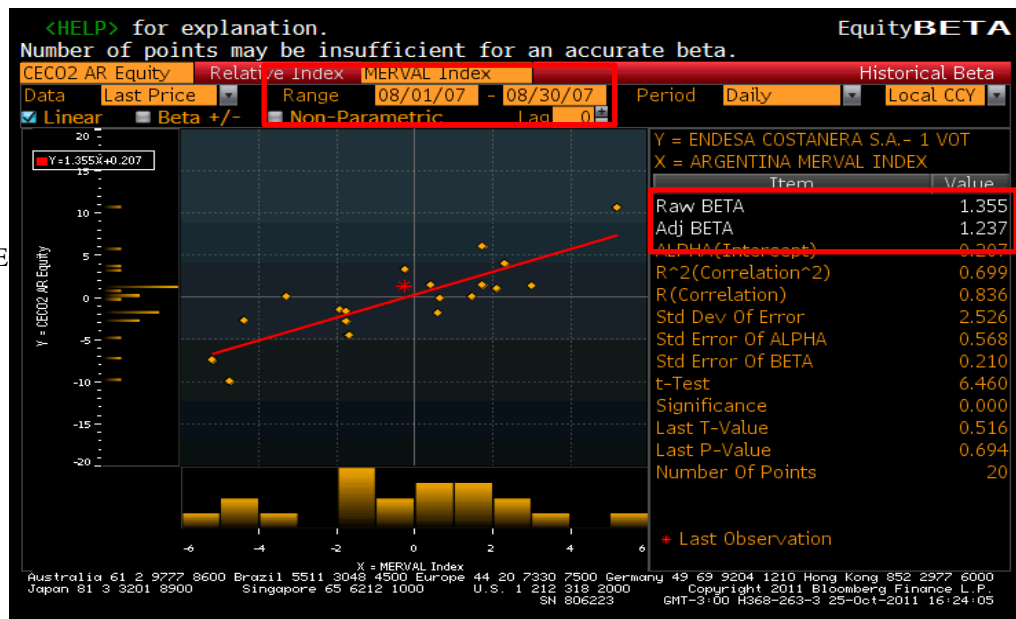 <HELP> for explanation.
EquityBETA
Number of points may be insufficient for an accurate beta.
CECO2 AR Equity Relative Index MERVAL Index Historical Beta
Data Last Price Range 08/01/07 - 08/30/07 Period Daily Local CCY
Linear Beta +/- Non-Parametric Lag 0
Y=1.355X+0.207
20
15
10
5
0
-5
-10
-15
-20
Y = CECO2 AR Equity
E
-6 -4 -2 0 2 4 6
X = MERVAL Index
Y = ENDESA COSTANERA S.A.- 1 VOT
X = ARGENTINA MERVAL INDEX
Item Value
Raw BETA 1.355
Adj BETA 1.237
ALPHA(Intercept) 0.207
R^2(Correlation^2) 0.699
R(Correlation) 0.836
Std Dev Of Error 2.526
Std Error Of ALPHA 0.568
Std Error Of BETA 0.210
t-Test 6.460
Significance 0.000
Last T-Value 0.516
Last P-Value 0.694
Number Of Points 20
* Last Observation
Australia 61 2 9777 8600 Brazil 5511 3048 4500 Europe 44 20 7330 7500 Germany 49 69 9204 1210 Hong Kong 852 2977 6000
Japan 81 3 3201 8900 Singapore 65 6212 1000 U.S. 1 212 318 2000 Copyright 2011 Bloomberg Finance L.P.
SN 806223 GMT-3:00 H368-263-3 25-Oct-2011 16:24:05